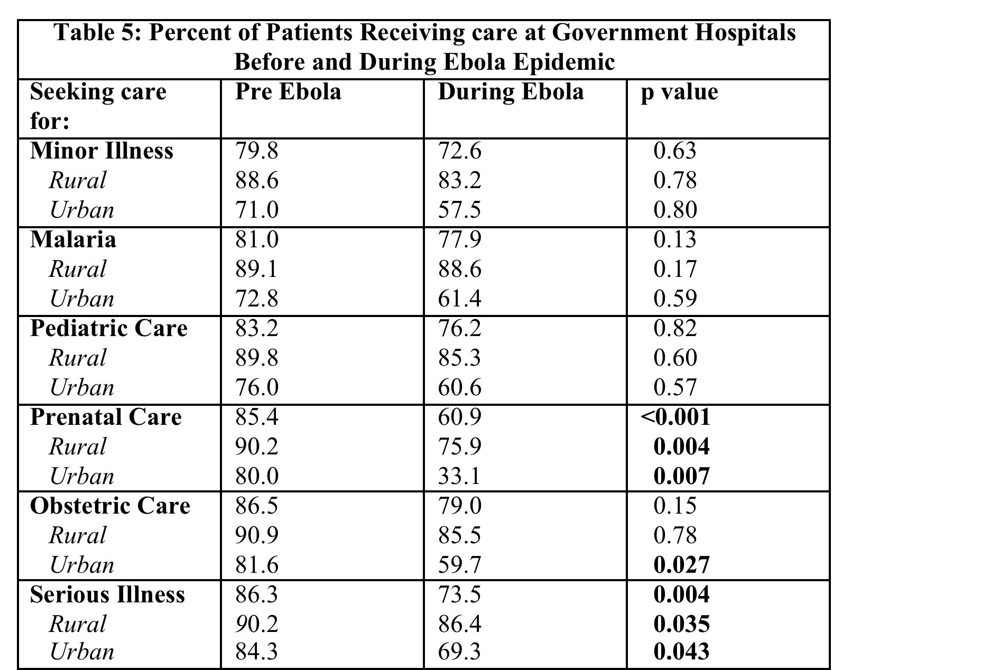 Table 5: Percent of Patients Receiving care at Government Hospitals
Before and During Ebola Epidemic
Seeking care for: Pre Ebola During Ebola p value
Minor Illness 79.8 72.6 0.63
Rural 88.6 83.2 0.78
Urban 71.0 57.5 0.80
Malaria 81.0 77.9 0.13
Rural 89.1 88.6 0.17
Urban 72.8 61.4 0.59
Pediatric Care 83.2 76.2 0.82
Rural 89.8 85.3 0.60
Urban 76.0 60.6 0.57
Prenatal Care 85.4 60.9 <0.001
Rural 90.2 75.9 0.004
Urban 80.0 33.1 0.007
Obstetric Care 86.5 79.0 0.15
Rural 90.9 85.5 0.78
Urban 81.6 59.7 0.027
Serious Illness 86.3 73.5 0.004
Rural 90.2 86.4 0.035
Urban 84.3 69.3 0.043